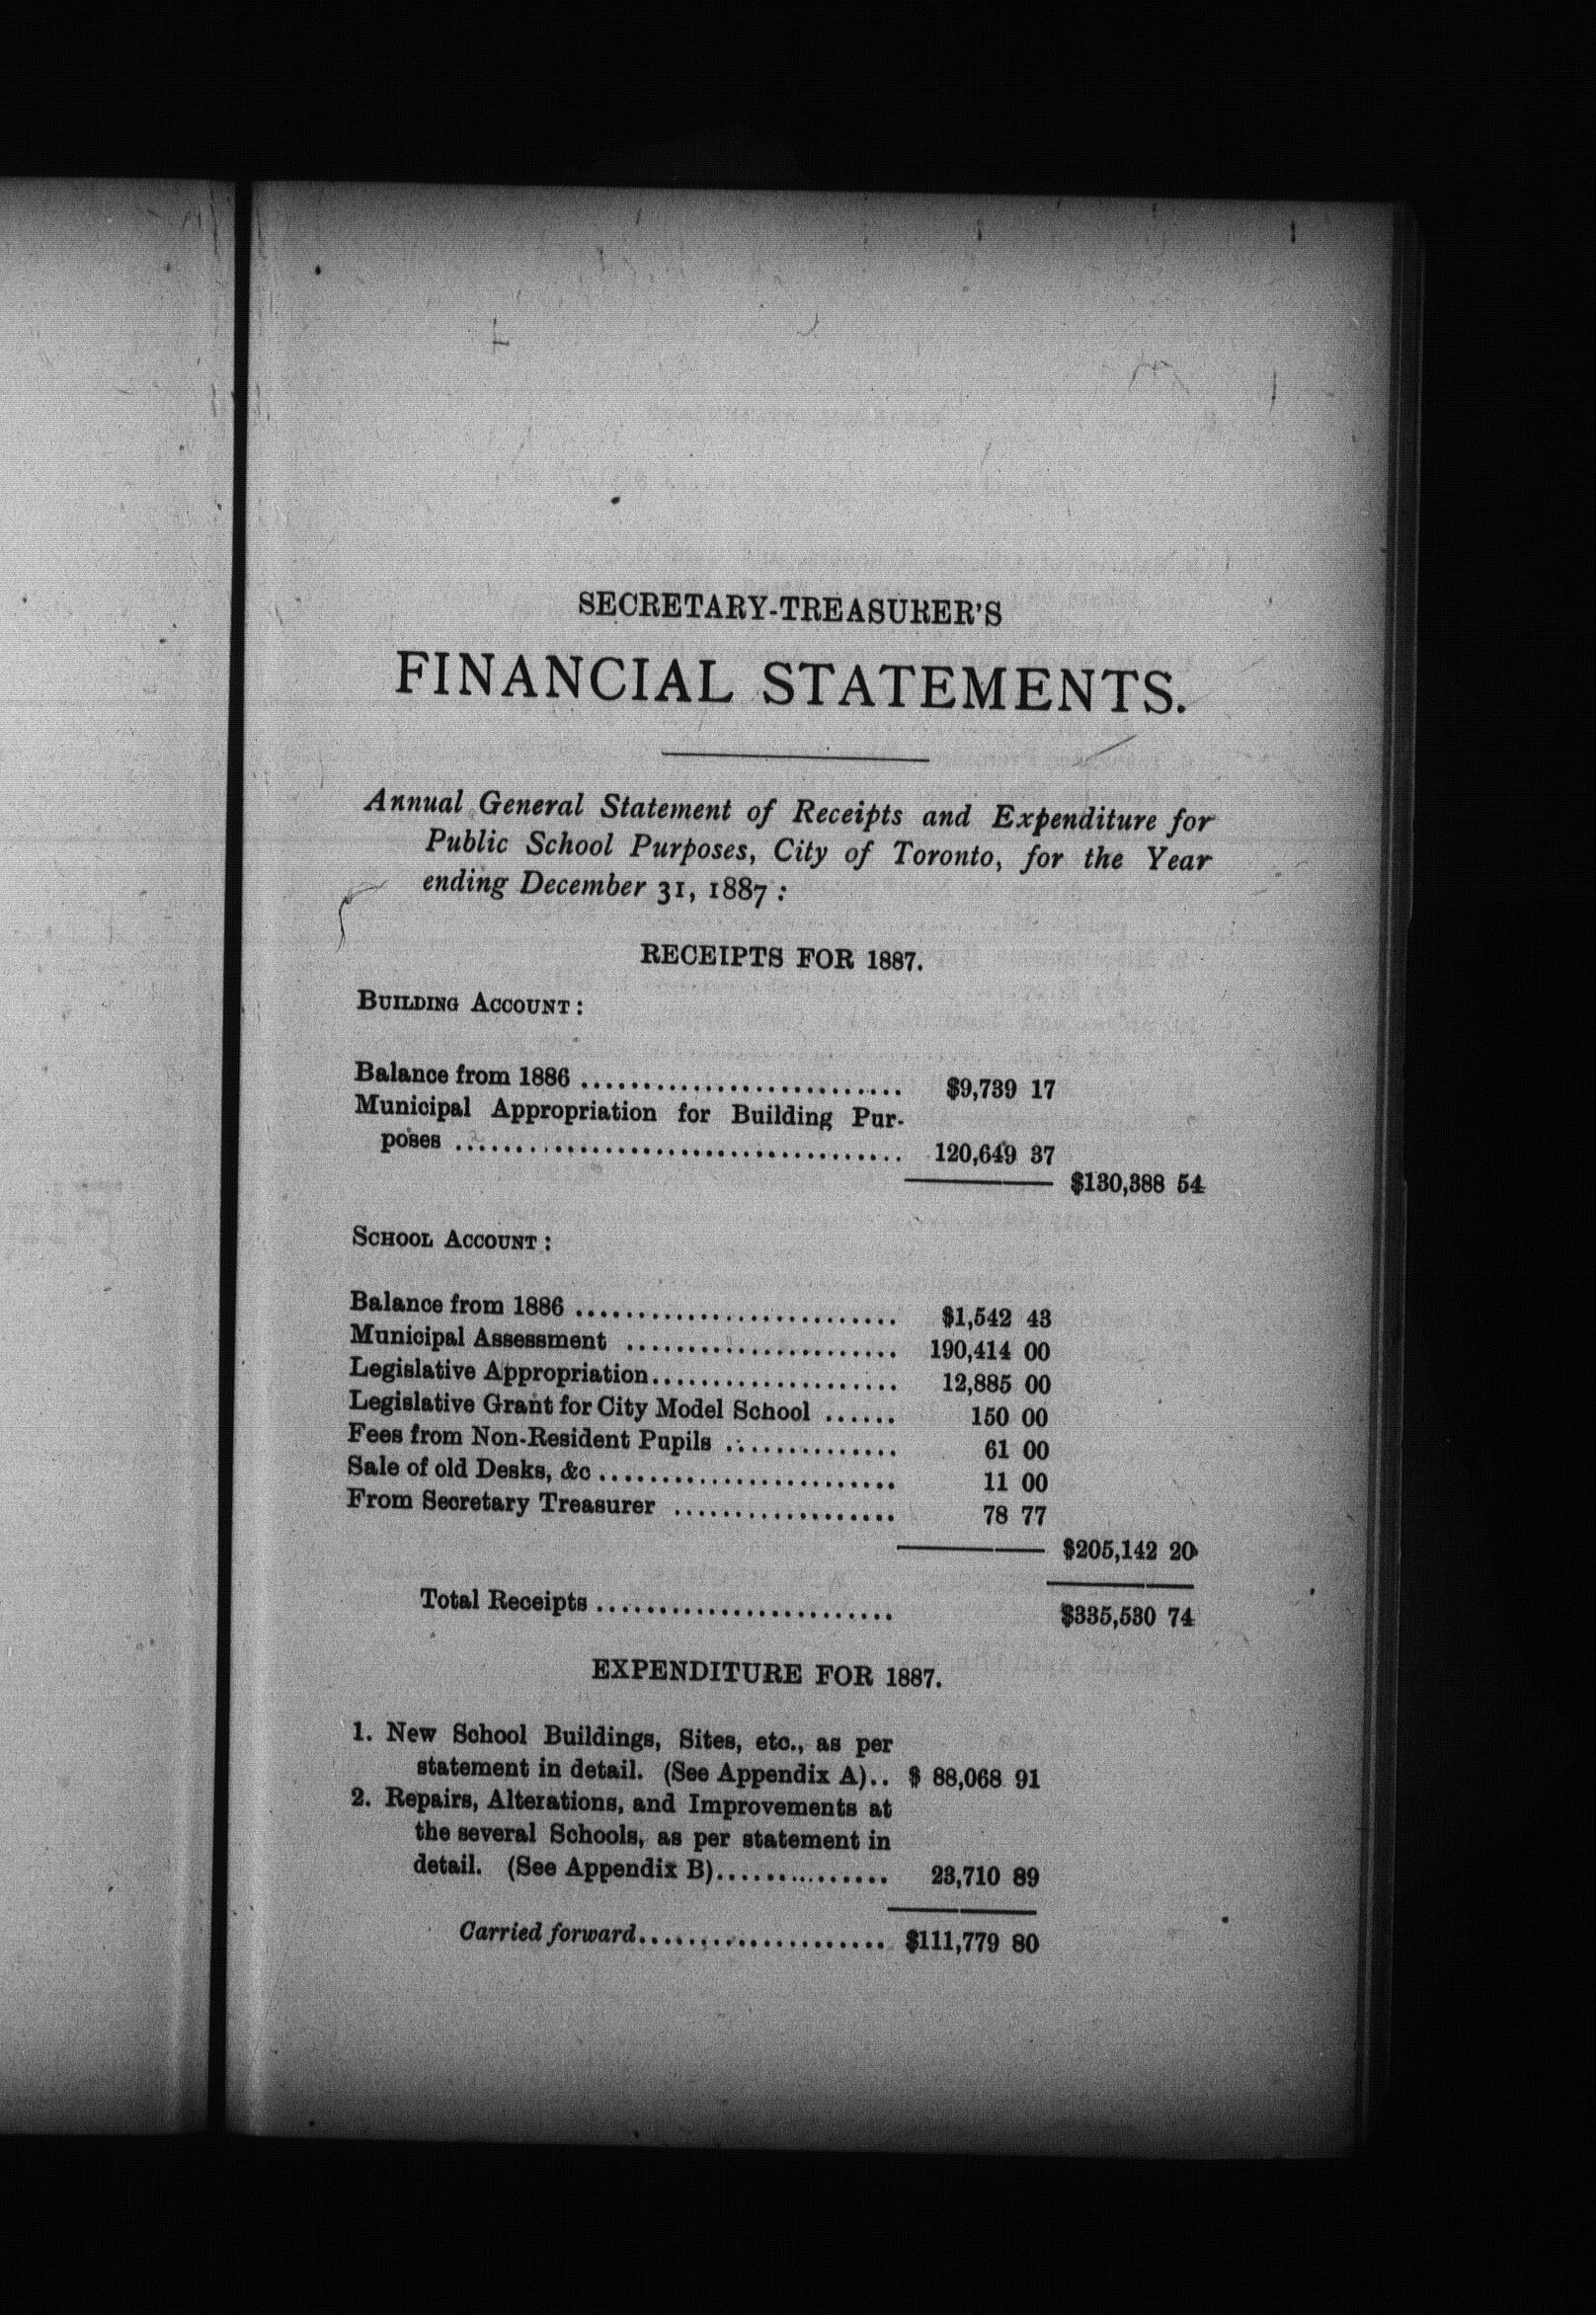 SECRETARY-TREASURER'S
FINANCIAL STATEMENTS.
Annual General Statement of Receipts and Expenditure for
Public School Purposes, City of Toronto, for the Year
ending December 31, 1887 :
RECEIPTS FOR 1887.
BUILDING ACCOUNT :
Balance from 1886 .......................... $9,739 17
Municipal Appropriation for Building Pur-
poses .................................... 120,649 37
$130,388 54
SCHOOL ACCOUNT :
Balance from 1886 .......................... $1,542 43
Municipal Assessment ...................... 190,414 00
Legislative Appropriation.................... 12,885 00
Legislative Grant for City Model School ...... 150 00
Fees from Non-Resident Pupils .............. 61 00
Sale of old Desks, &c ........................ 11 00
From Secretary Treasurer .................. 78 77
$205,142 20
Total Receipts ........................ $335,530 74
EXPENDITURE FOR 1887.
1. New School Buildings, Sites, etc., as per
statement in detail. (See Appendix A).. $ 88,068 91
2. Repairs, Alterations, and Improvements at
the several Schools, as per statement in
detail. (See Appendix B).............. 23,710 89
Carried forward.................... $111,779 80